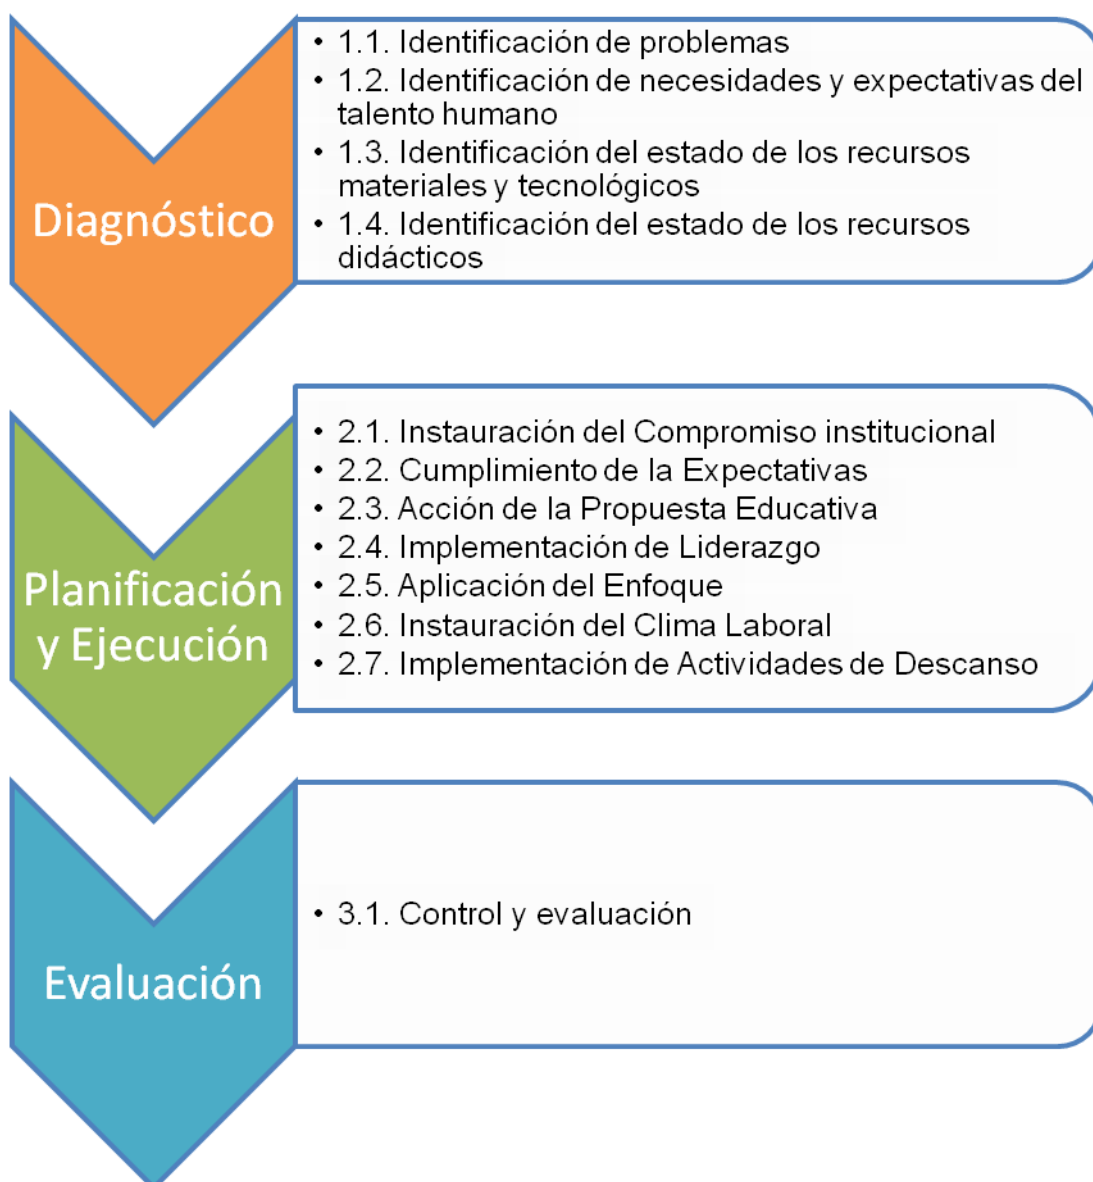 Diagnóstico
• 1.1. Identificación de problemas
• 1.2. Identificación de necesidades y expectativas del
talento humano
• 1.3. Identificación del estado de los recursos
materiales y tecnológicos
• 1.4. Identificación del estado de los recursos
didácticos
Planificación
y Ejecución
• 2.1. Instauración del Compromiso institucional
• 2.2. Cumplimiento de la Expectativas
• 2.3. Acción de la Propuesta Educativa
• 2.4. Implementación de Liderazgo
• 2.5. Aplicación del Enfoque
• 2.6. Instauración del Clima Laboral
• 2.7. Implementación de Actividades de Descanso
Evaluación
• 3.1. Control y evaluación